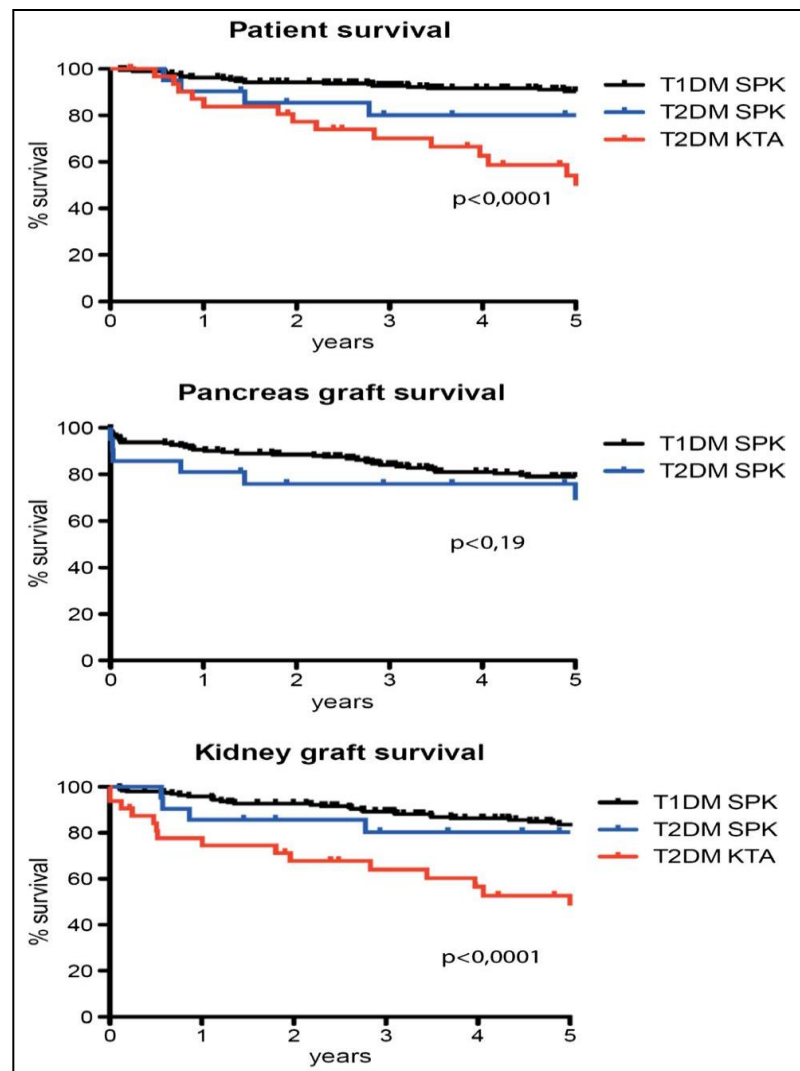 Patient survival
100
80
60
40
20
0
% survival
0 1 2 3 4 5
years
T1DM SPK
T2DM SPK
T2DM KTA
p<0,0001
Pancreas graft survival
100
80
60
40
20
0
% survival
0 1 2 3 4 5
years
T1DM SPK
T2DM SPK
p<0,19
Kidney graft survival
100
80
60
40
20
0
% survival
0 1 2 3 4 5
years
T1DM SPK
T2DM SPK
T2DM KTA
p<0,0001